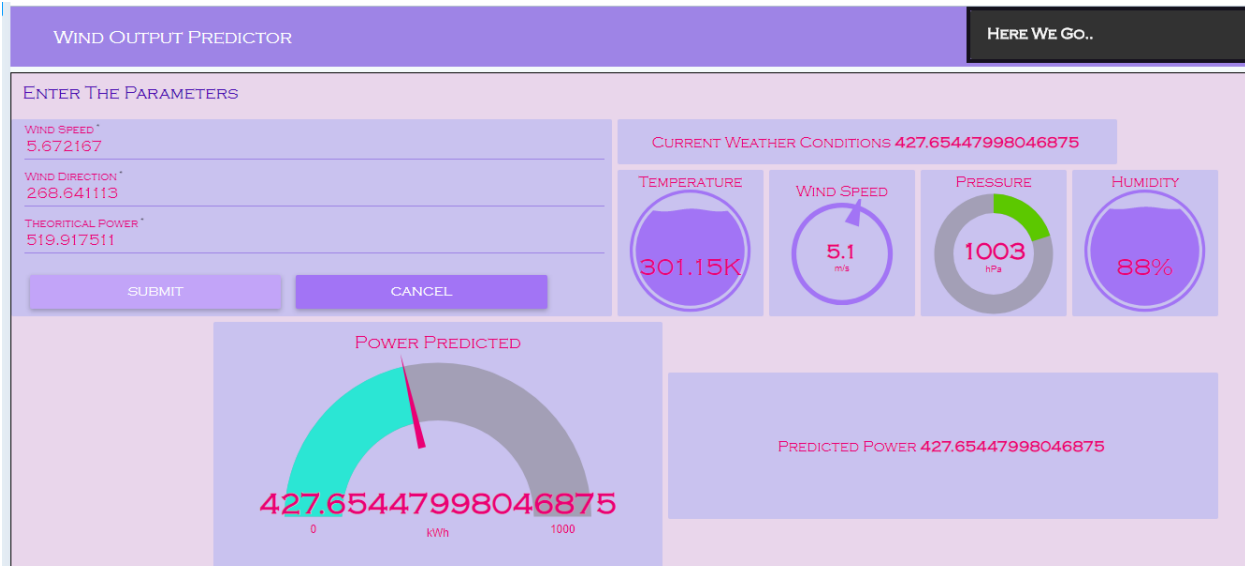 Wind Output Predictor
Here We Go..
Enter The Parameters
Wind Speed *
5.672167
Wind Direction *
268.641113
Theoritical Power *
519.917511
SUBMIT
CANCEL
Current Weather Conditions 427.65447998046875
Temperature
301.15K
Wind Speed
5.1
m/s
Pressure
1003
hPa
Humidity
88%
Power Predicted
427.65447998046875
0
kWh
1000
Predicted Power 427.65447998046875